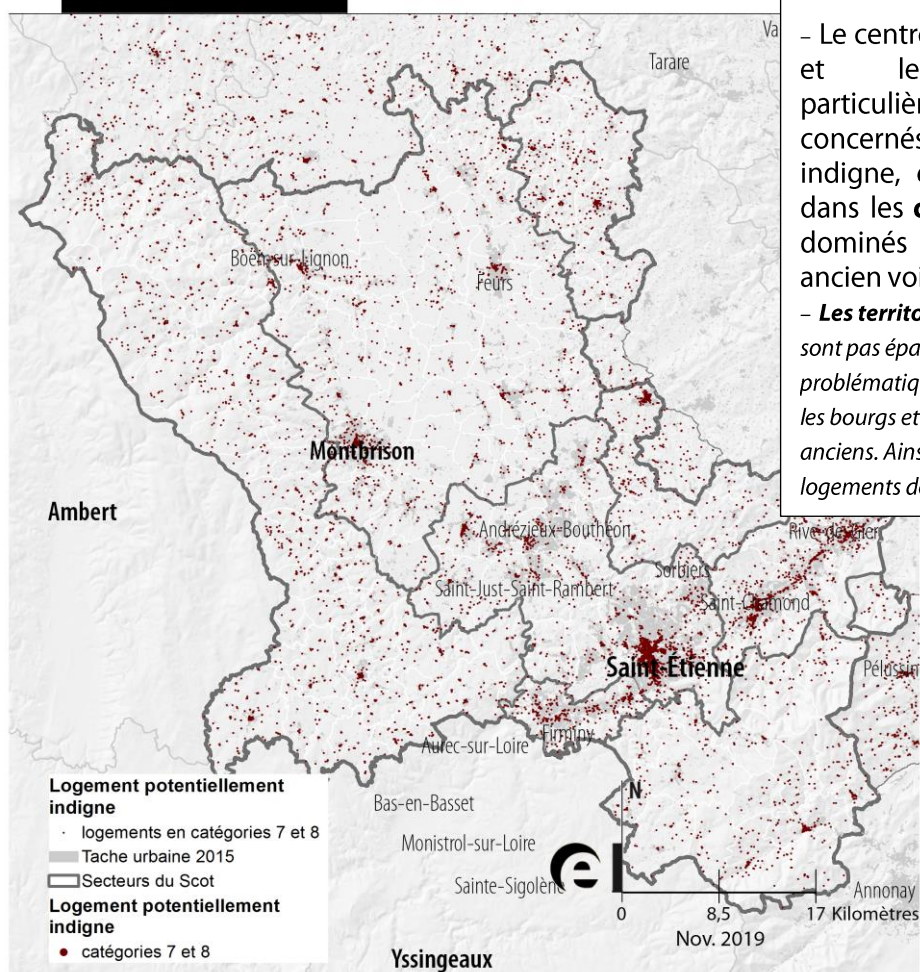 Va
Tarare
– Le centre
et le
particulièr
concernés
indigne,
dans les
dominés
ancien voi
– Les territo
sont pas épa
problématiq
les bourgs et
anciens. Ains
logements de
Boën-sur-Lignon
Feurs
Montbrison
Ambert
Andrézieux-Bouthéon
Rive-de-Gier
Sorbiers
Saint-Just-Saint-Rambert
Saint-Chamond
Saint-Étienne
Pélussin
Firminy
Aurec-sur-Loire
Bas-en-Basset
Monistrol-sur-Loire
Sainte-Sigolène
Annonay
Yssingeaux
Logement potentiellement
indigne
logements en catégories 7 et 8
Tache urbaine 2015
Secteurs du Scot
Logement potentiellement
indigne
catégories 7 et 8
N
0 8,5 17 Kilomètres
Nov. 2019